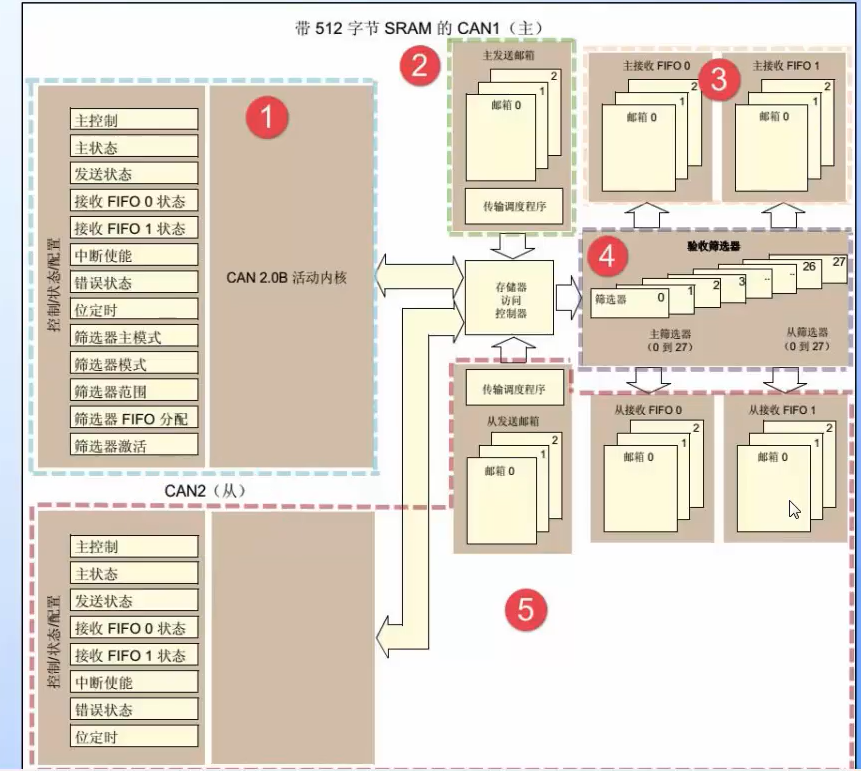 带 512 字节 SRAM 的 CAN1（主）
1
控制/状态/配置
主控制
主状态
发送状态
接收 FIFO 0 状态
接收 FIFO 1 状态
中断使能
错误状态
位定时
筛选器主模式
筛选器模式
筛选器范围
筛选器 FIFO 分配
筛选器激活
CAN 2.0B 活动内核
2
主发送邮箱
2
1
邮箱 0
传输调度程序
3
主接收 FIFO 0
2
1
邮箱 0
主接收 FIFO 1
2
1
邮箱 0
存储器
访问
控制器
4
验收筛选器
筛选器 0 1 2 3 .. .. 26 27
主筛选器
（0 到 27）
从筛选器
（0 到 27）
传输调度程序
从发送邮箱
2
1
邮箱 0
从接收 FIFO 0
2
1
邮箱 0
从接收 FIFO 1
2
1
邮箱 0
CAN2（从）
控制/状态/配置
主控制
主状态
发送状态
接收 FIFO 0 状态
接收 FIFO 1 状态
中断使能
错误状态
位定时
5